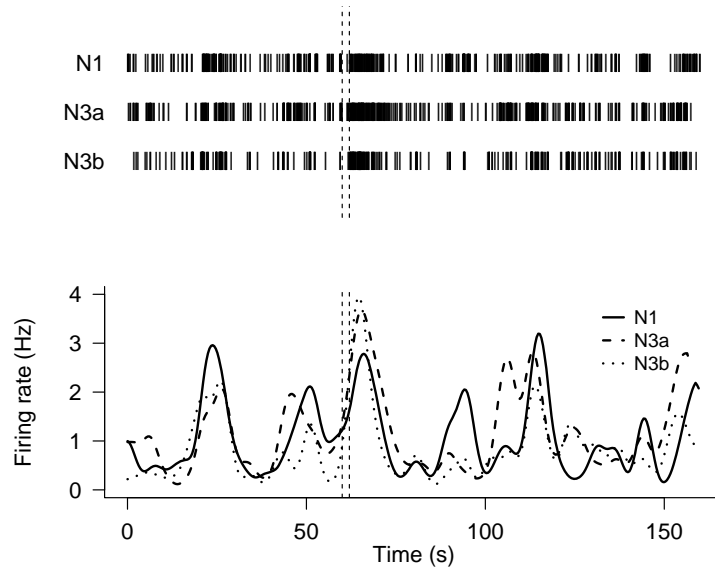 N1
N3a
N3b
4
3
2
1
0
Firing rate (Hz)
N1
N3a
N3b
0
50
100
150
Time (s)